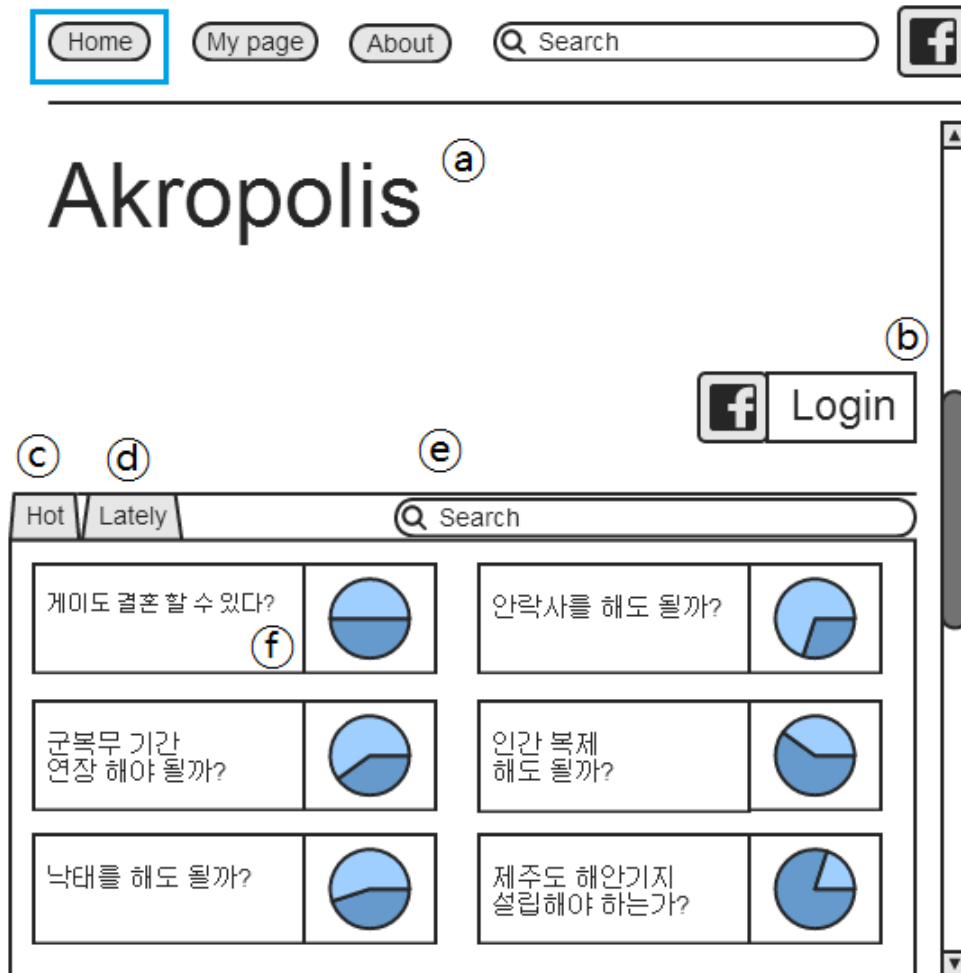 Home
My page
About
Search
f
Akropolis
ⓐ
ⓑ
f
Login
ⓒ
ⓓ
ⓔ
Hot
Lately
Search
게이도 결혼 할 수 있다?
ⓕ
안락사를 해도 될까?
군복무 기간
연장 해야 될까?
인간 복제
해도 될까?
낙태를 해도 될까?
제주도 해안기지
설립해야 하는가?